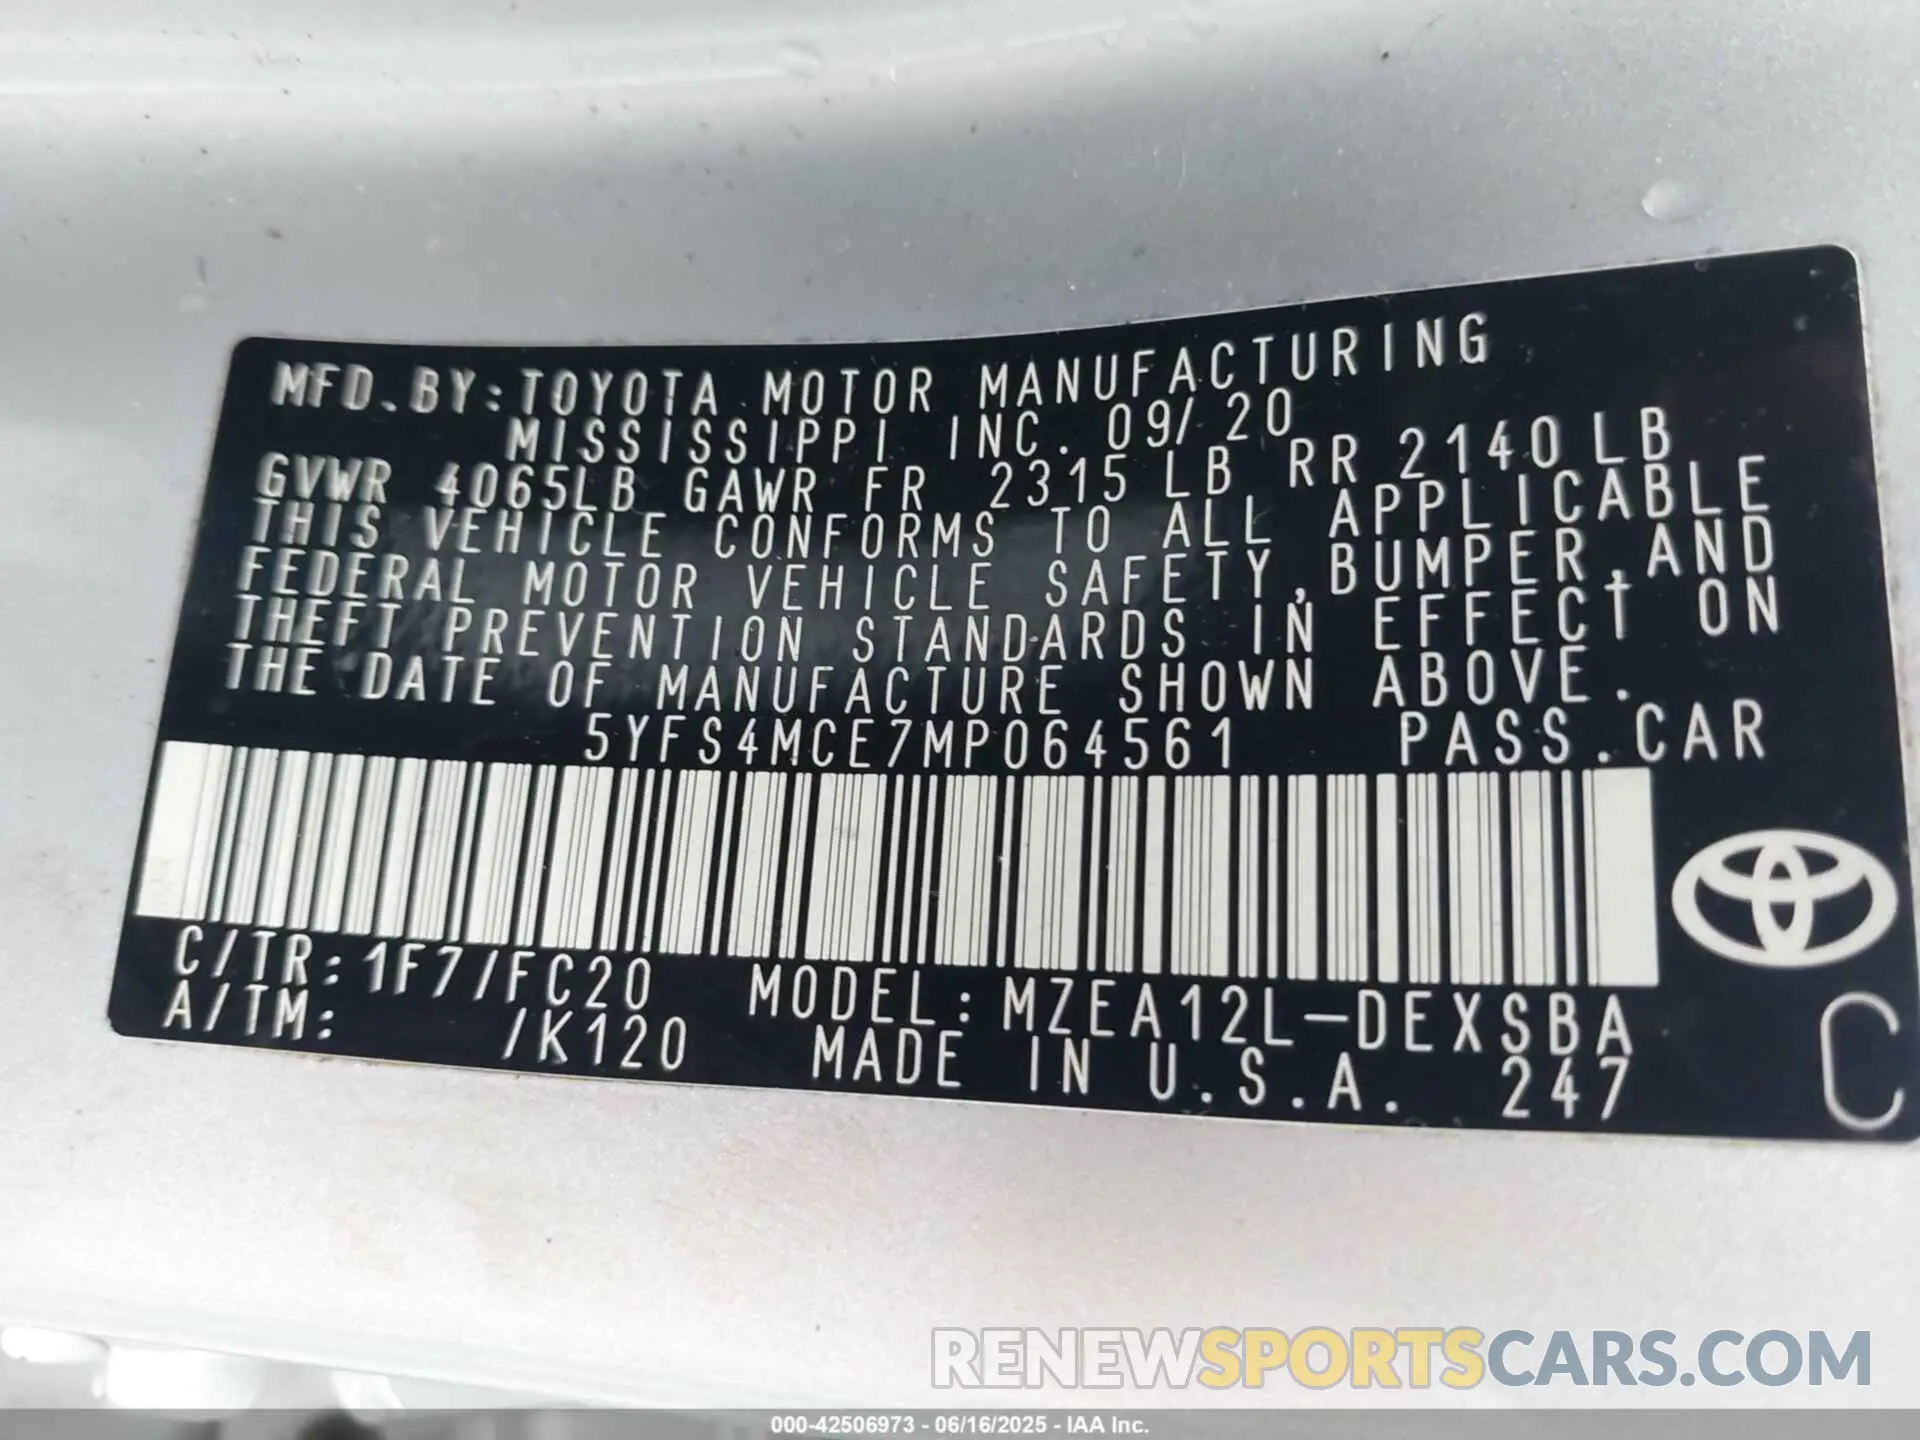 MFD.BY:TOYOTA MOTOR MANUFACTURING
MISSISSIPPI INC. 09/20
GVWR 4065LB GAWR FR 2315 LB RR 2140 LB
THIS VEHICLE CONFORMS TO ALL APPLICABLE
FEDERAL MOTOR VEHICLE SAFETY,BUMPER,AND
THEFT PREVENTION STANDARDS IN EFFECT ON
THE DATE OF MANUFACTURE SHOWN ABOVE.
5YFS4MCE7MP064561 PASS.CAR
C/TR:1F7/FC20 MODEL:MZEA12L-DEXSBA
A/TM: /K120 MADE IN U.S.A. 247
C
RENEWSPORTSCARS.COM
000-42506973 - 06/16/2025 - IAA Inc.